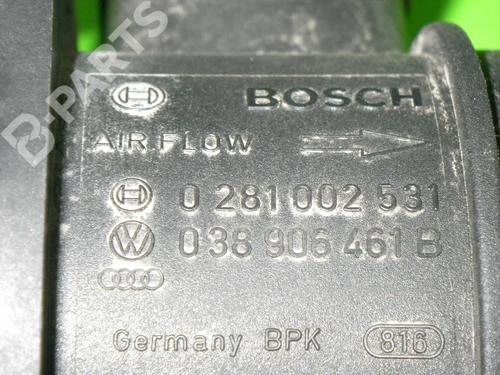 B-PARTS
BOSCH
AIR FLOW
0 281 002 531
038 906 461 B
Germany BPK 816